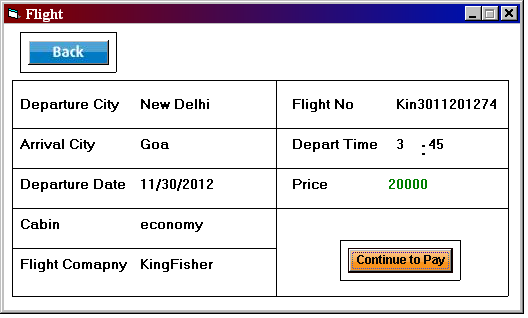 Flight
Back
Departure City New Delhi Flight No Kin3011201274
Arrival City Goa Depart Time 3 : 45
Departure Date 11/30/2012 Price 20000
Cabin economy
Flight Comapny KingFisher
Continue to Pay